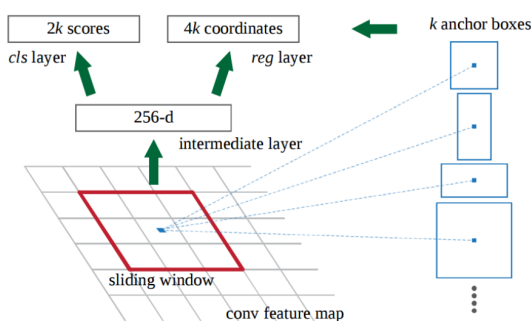 2k scores
4k coordinates
k anchor boxes
cls layer
reg layer
256-d
intermediate layer
sliding window
conv feature map